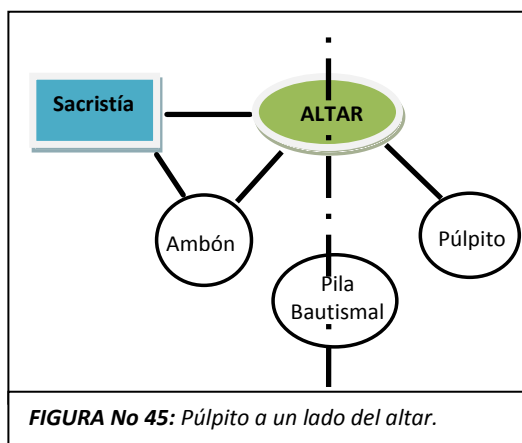 Sacristía
ALTAR
Ambón
Púlpito
Pila
Bautismal
FIGURA No 45: Púlpito a un lado del altar.